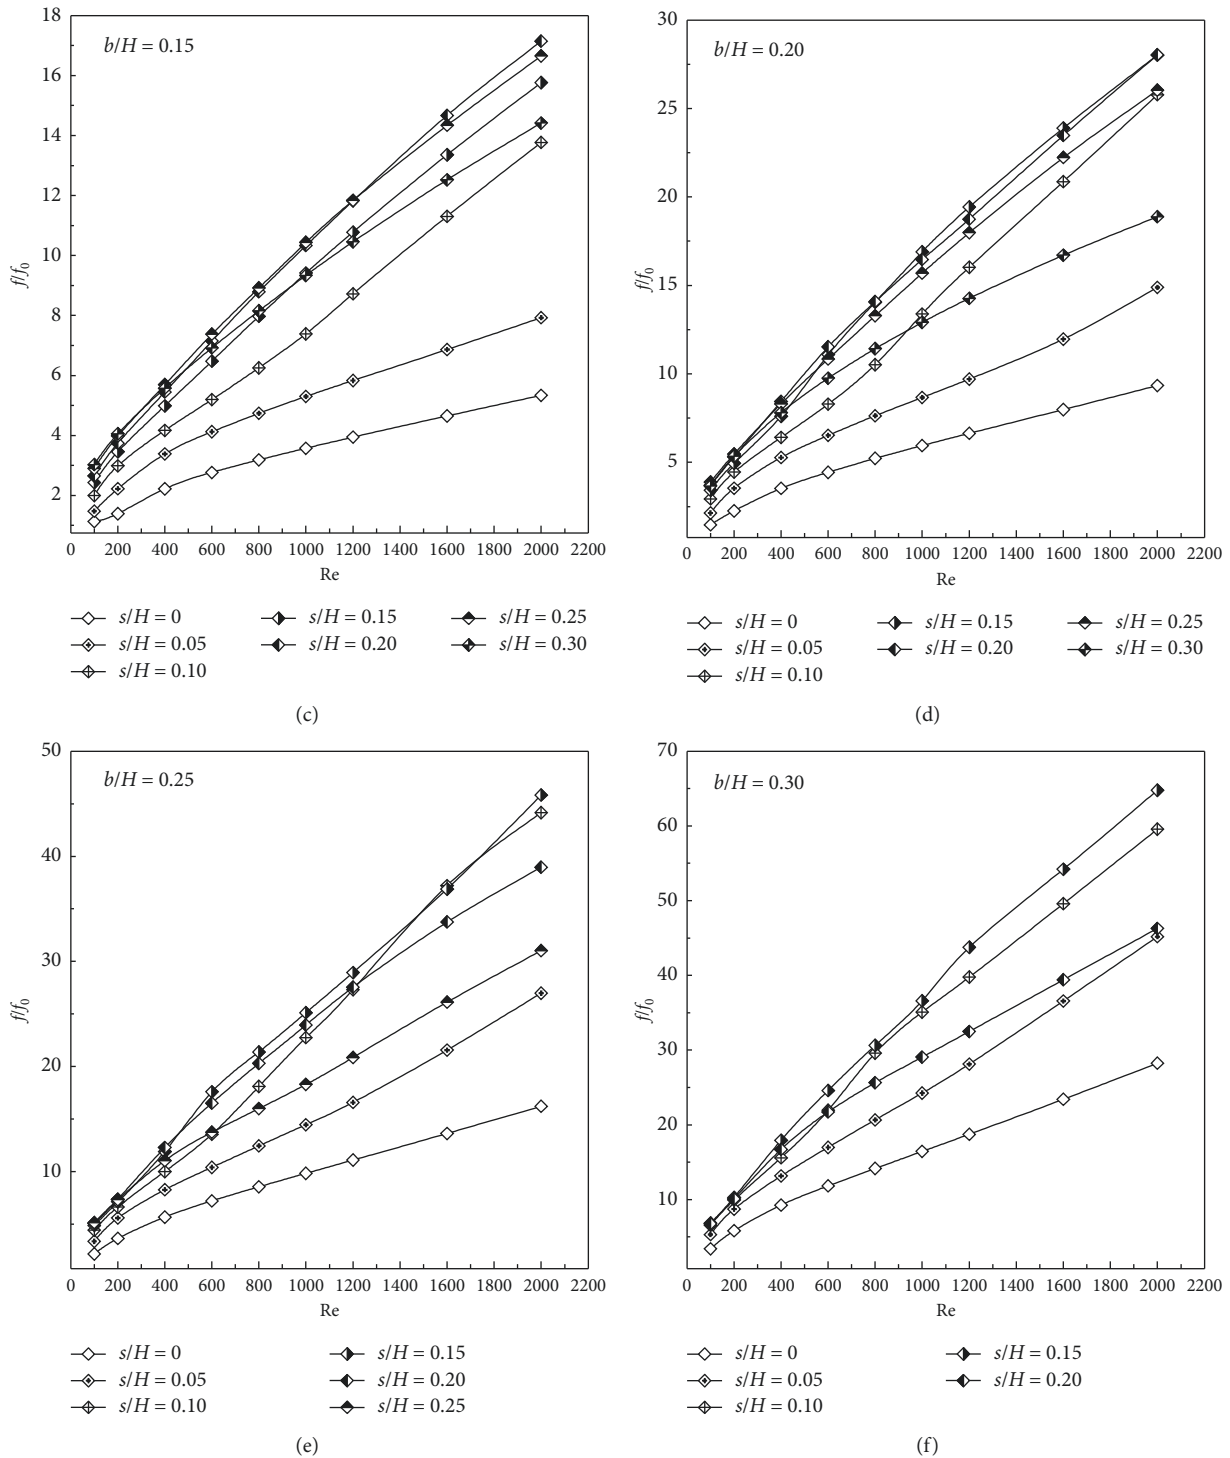 18
16
14
12
10
8
6
4
2
f/f0
b/H = 0.15
0 200 400 600 800 1000 1200 1400 1600 1800 2000 2200
Re
s/H = 0 s/H = 0.15 s/H = 0.25
s/H = 0.05 s/H = 0.20 s/H = 0.30
s/H = 0.10
(c)
30
25
20
15
10
5
f/f0
b/H = 0.20
0 200 400 600 800 1000 1200 1400 1600 1800 2000 2200
Re
s/H = 0 s/H = 0.15 s/H = 0.25
s/H = 0.05 s/H = 0.20 s/H = 0.30
s/H = 0.10
(d)
50
40
30
20
10
f/f0
b/H = 0.25
0 200 400 600 800 1000 1200 1400 1600 1800 2000 2200
Re
s/H = 0 s/H = 0.15
s/H = 0.05 s/H = 0.20
s/H = 0.10 s/H = 0.25
(e)
70
60
50
40
30
20
10
f/f0
b/H = 0.30
0 200 400 600 800 1000 1200 1400 1600 1800 2000 2200
Re
s/H = 0 s/H = 0.15
s/H = 0.05 s/H = 0.20
s/H = 0.10
(f)